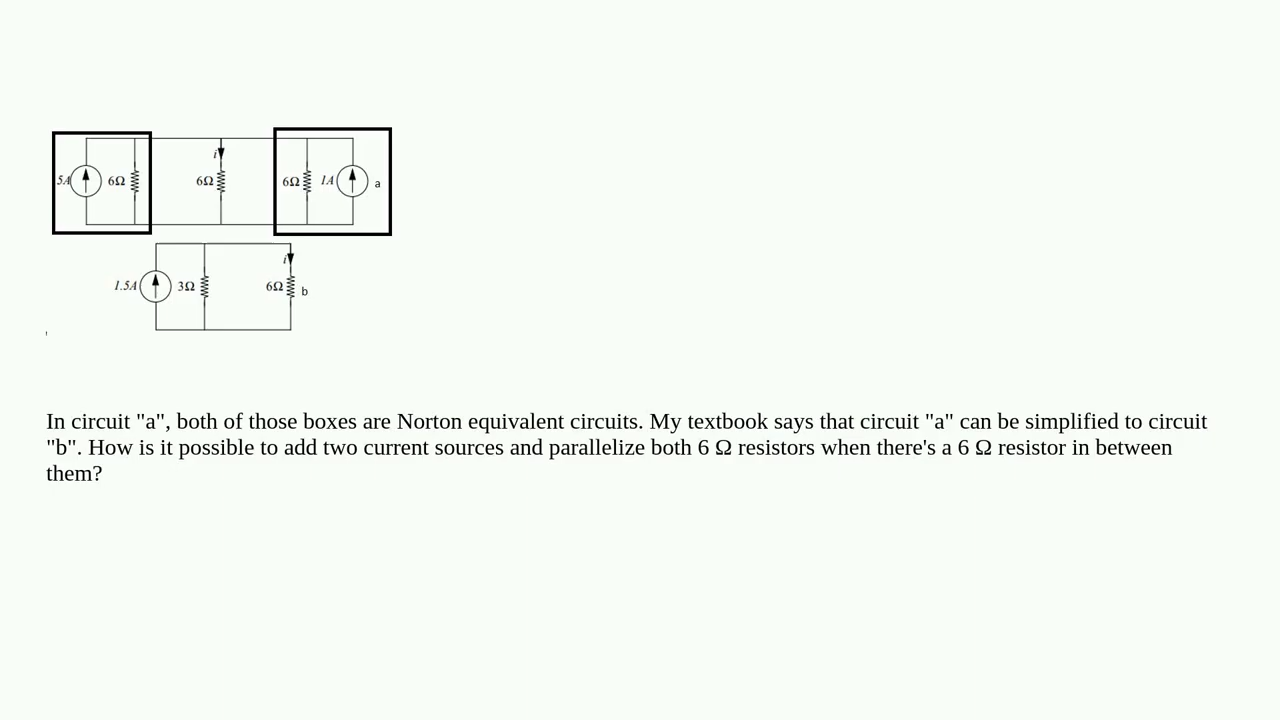 i
5A 6Ω 6Ω 6Ω 1A a
i
1.5A 3Ω 6Ω b
In circuit "a", both of those boxes are Norton equivalent circuits. My textbook says that circuit "a" can be simplified to circuit
"b". How is it possible to add two current sources and parallelize both 6 Ω resistors when there's a 6 Ω resistor in between
them?